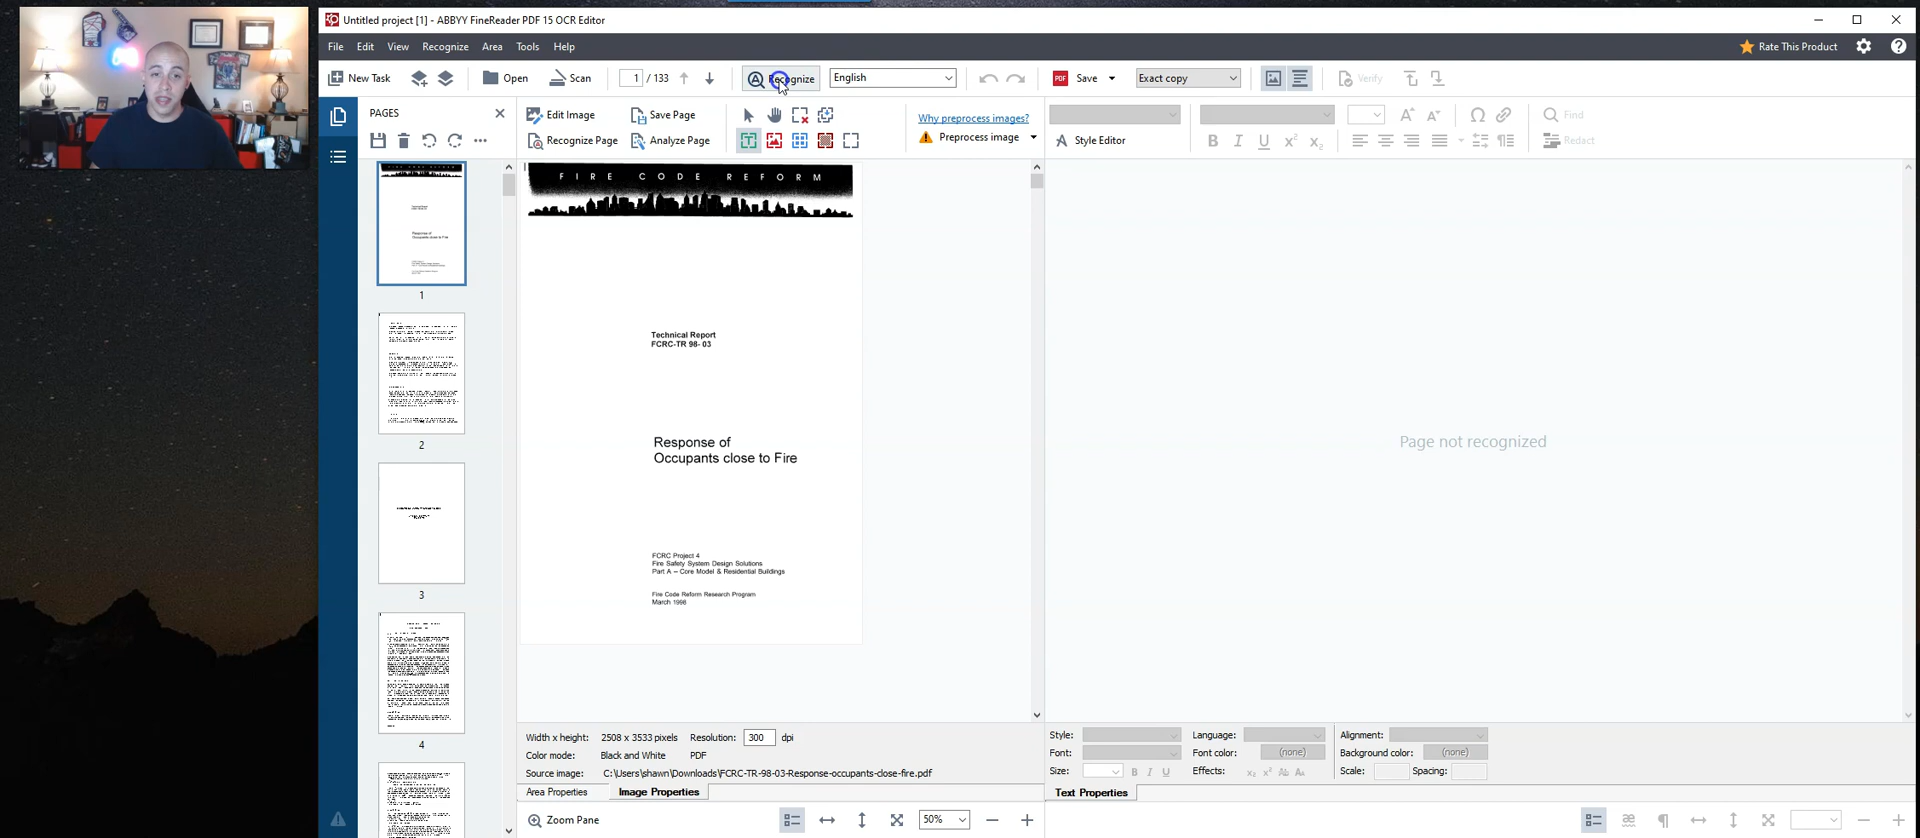 Untitled project [1] - ABBYY FineReader PDF 15 OCR Editor
File Edit View Recognize Area Tools Help
Rate This Product
New Task Open Scan 1 / 133 Recognize English Save Exact copy Verify
PAGES
Edit Image Save Page
Recognize Page Analyze Page
Why preprocess images?
Preprocess image
Style Editor
Find
Redact
B I U X² X₂
1
2
3
4
FIRE CODE REFORM
Technical Report
FCRC-TR 98- 03
Response of
Occupants close to Fire
FCRC Project 4
Fire Safety System Design Solutions
Part A – Core Model & Residential Buildings
Fire Code Reform Research Program
March 1998
Page not recognized
Width x height: 2508 x 3533 pixels Resolution: 300 dpi
Color mode: Black and White PDF
Source image: C:\Users\shawn\Downloads\FCRC-TR-98-03-Response-occupants-close-fire.pdf
Area Properties Image Properties
Zoom Pane 50%
Style: Language: Alignment:
Font: Font color: (none) Background color: (none)
Size: B I U Effects: Scale: Spacing:
Text Properties